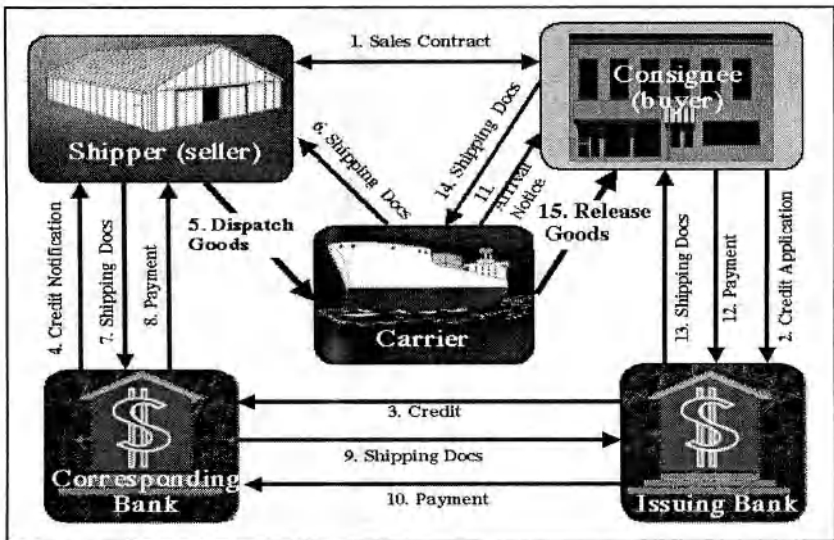 1. Sales Contract
Shipper (seller)
Consignee
(buyer)
6. Shipping Docs
14. Shipping Docs
11.
Arrival
Notice
5. Dispatch
Goods
15. Release
Goods
Carrier
4. Credit Notification
7. Shipping Docs
8. Payment
13. Shipping Docs
12. Payment
2. Credit Application
3. Credit
9. Shipping Docs
10. Payment
$
Corresponding
Bank
$
Issuing Bank